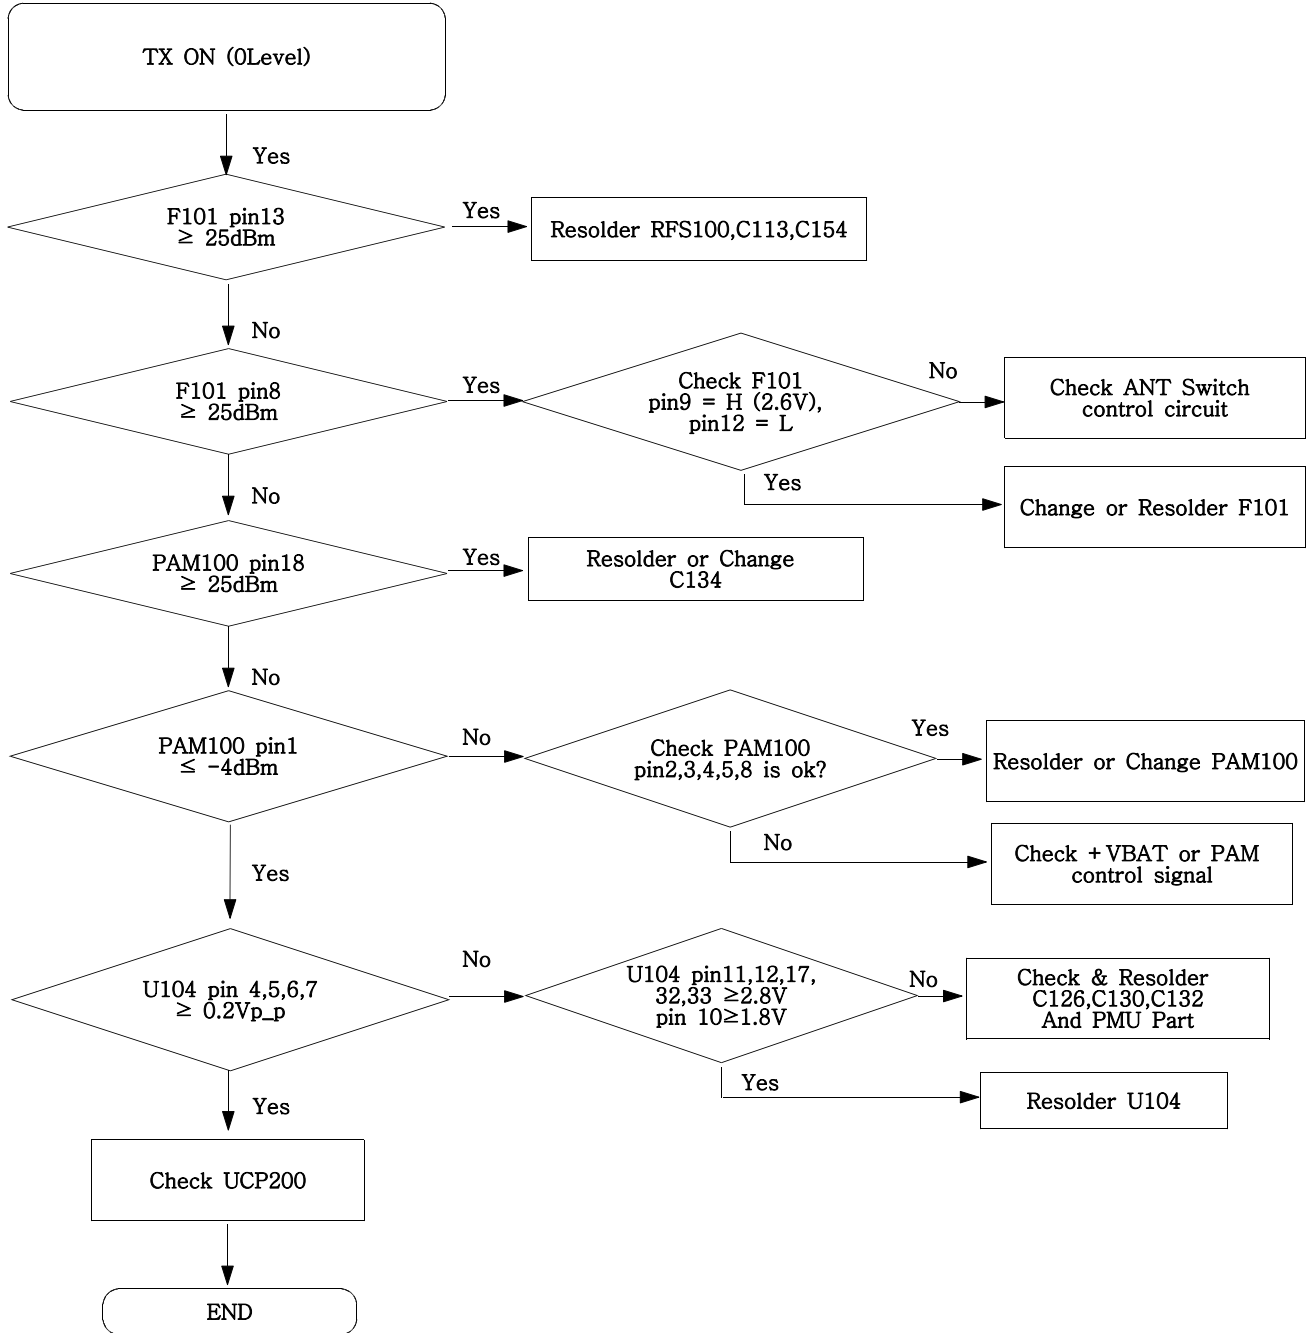 TX ON (0Level)
Yes
F101 pin13
≥ 25dBm
Yes
Resolder RFS100,C113,C154
No
F101 pin8
≥ 25dBm
Yes
Check F101
pin9 = H (2.6V),
pin12 = L
No
Check ANT Switch
control circuit
Yes
Change or Resolder F101
No
PAM100 pin18
≥ 25dBm
Yes
Resolder or Change
C134
No
PAM100 pin1
≤ -4dBm
No
Check PAM100
pin2,3,4,5,8 is ok?
Yes
Resolder or Change PAM100
No
Check +VBAT or PAM
control signal
Yes
U104 pin 4,5,6,7
≥ 0.2Vp_p
No
U104 pin11,12,17,
32,33 ≥2.8V
pin 10≥1.8V
No
Check & Resolder
C126,C130,C132
And PMU Part
Yes
Resolder U104
Yes
Check UCP200
END